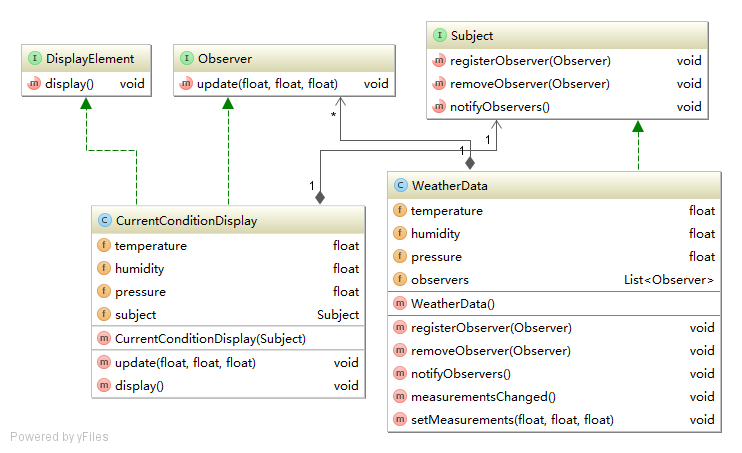 I DisplayElement
m display() void
I Observer
m update(float, float, float) void
I Subject
m registerObserver(Observer) void
m removeObserver(Observer) void
m notifyObservers() void
*
1
1
1
C CurrentConditionDisplay
f temperature float
f humidity float
f pressure float
f subject Subject
m CurrentConditionDisplay(Subject)
m update(float, float, float) void
m display() void
C WeatherData
f temperature float
f humidity float
f pressure float
f observers List<Observer>
m WeatherData()
m registerObserver(Observer) void
m removeObserver(Observer) void
m notifyObservers() void
m measurementsChanged() void
m setMeasurements(float, float, float) void
Powered by yFiles